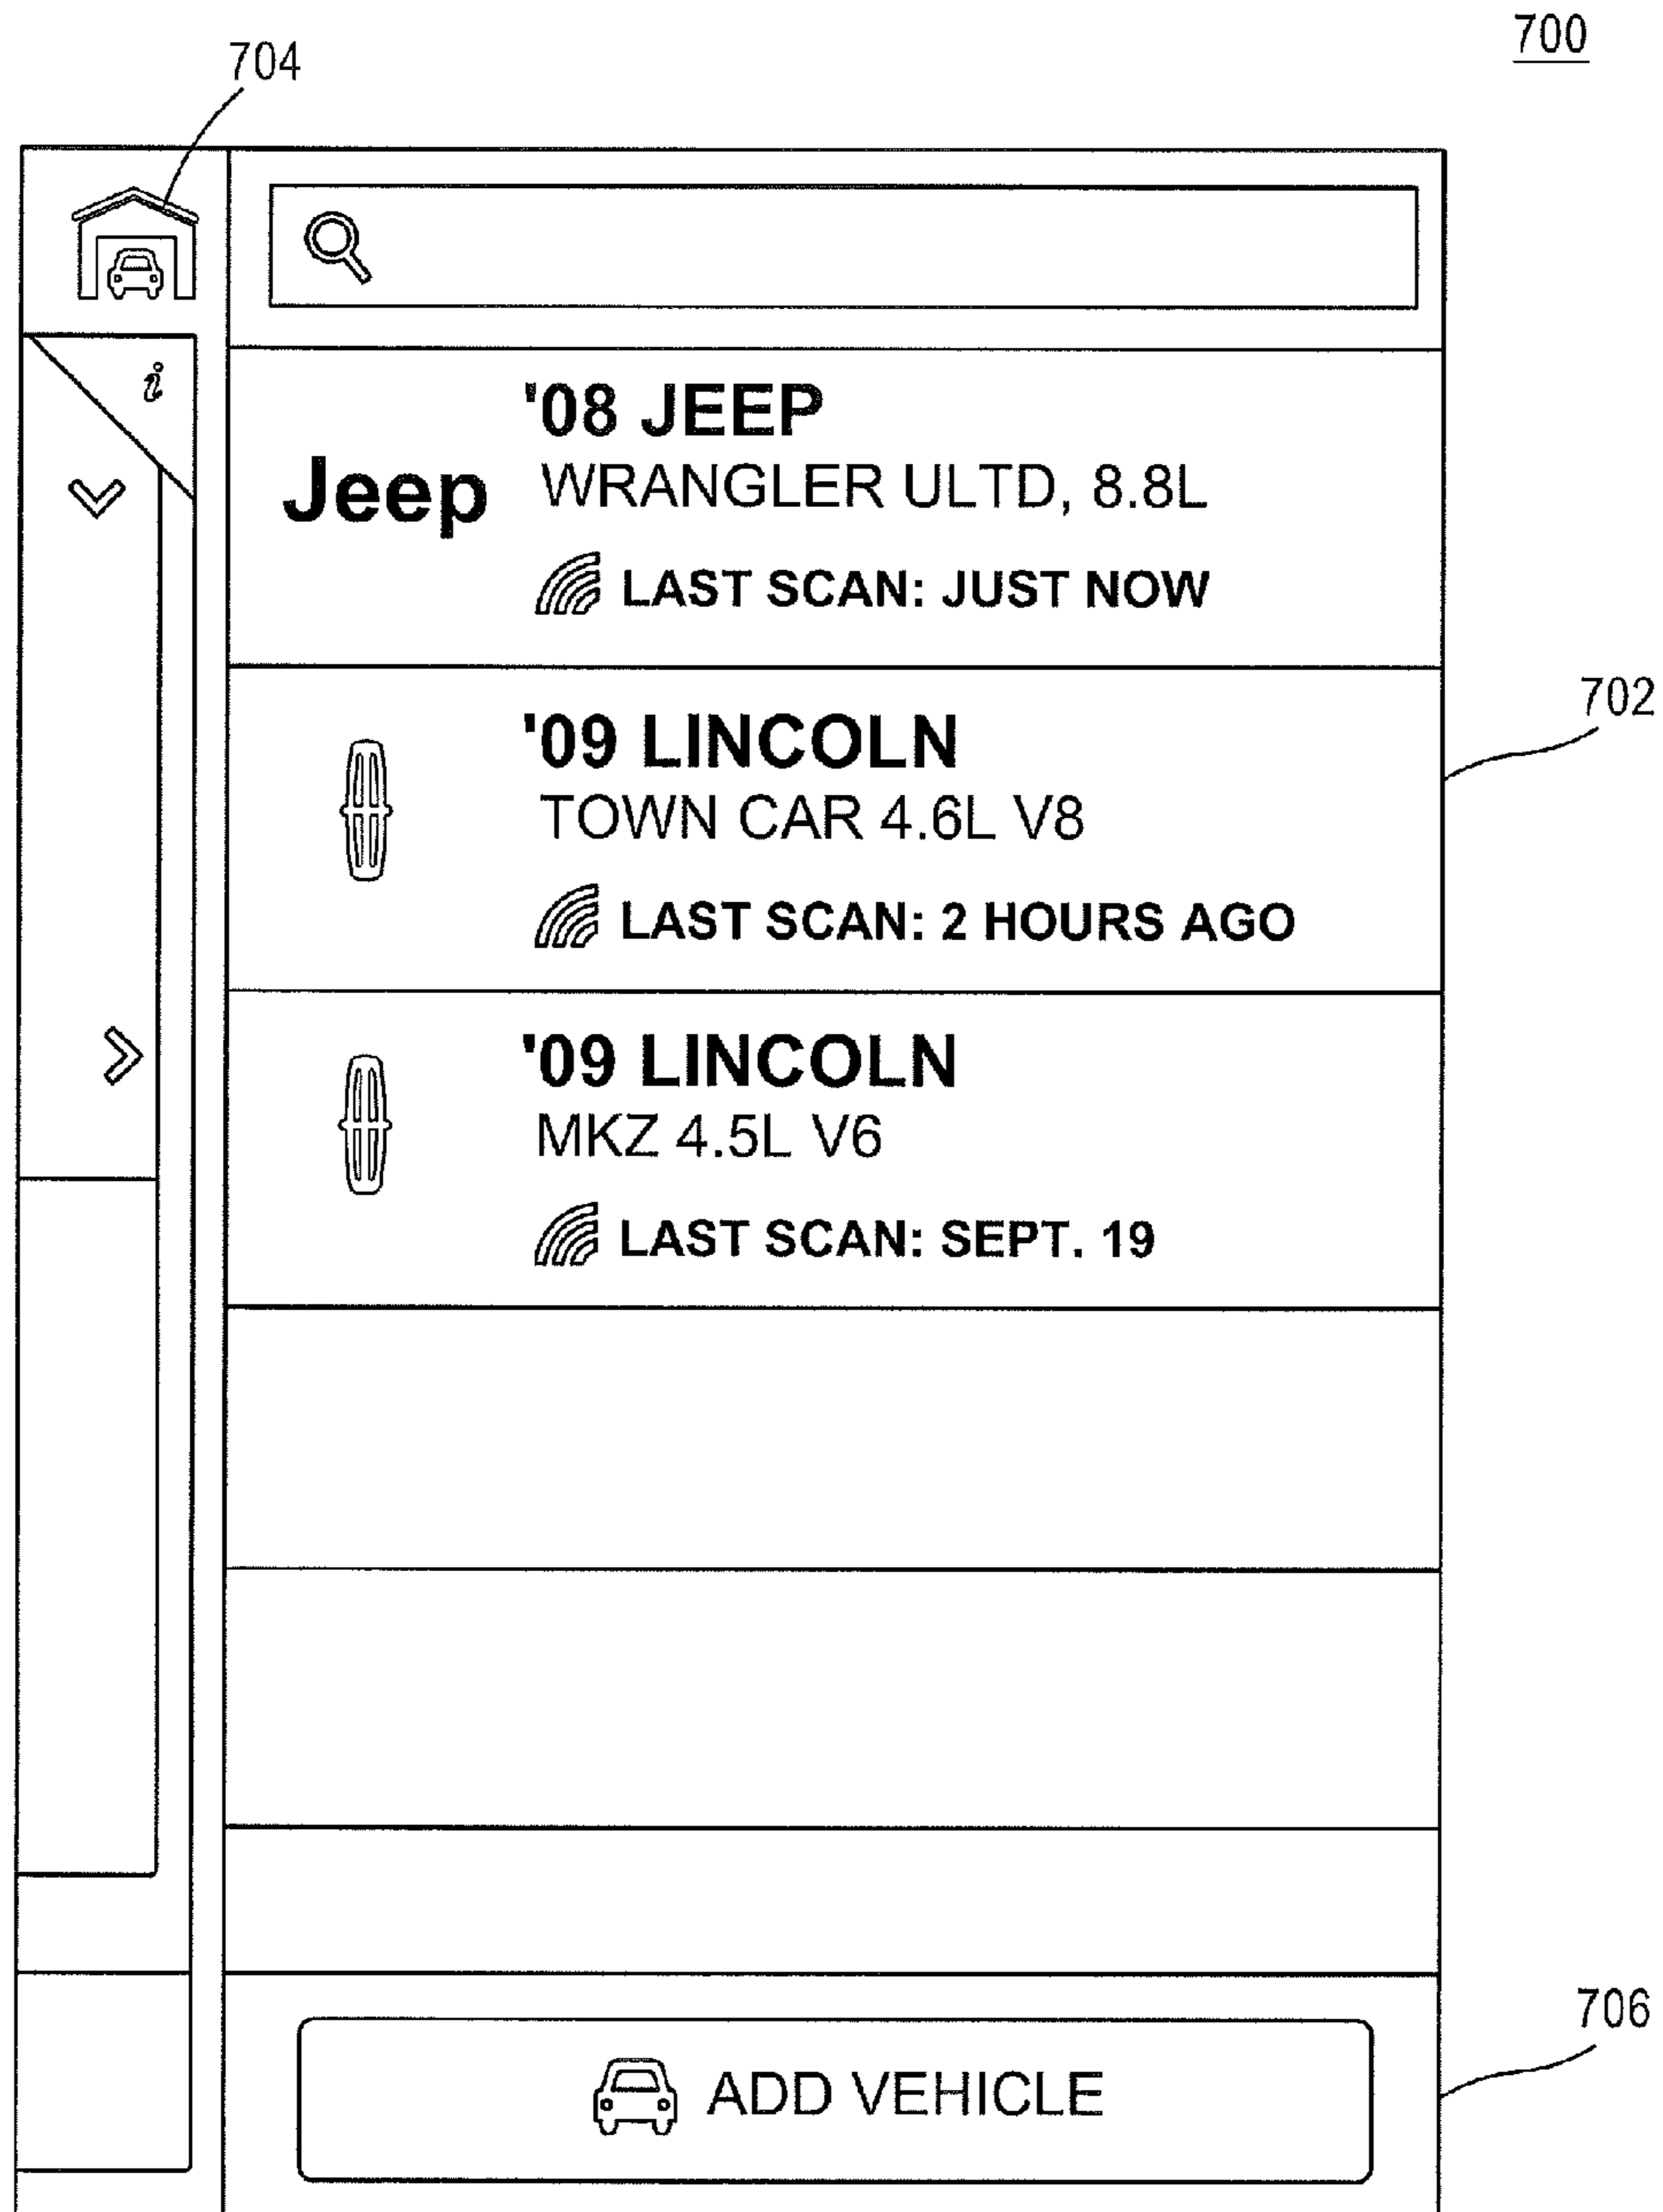 700
704
i
'08 JEEP
Jeep
WRANGLER ULTD, 8.8L
LAST SCAN: JUST NOW
702
'09 LINCOLN
TOWN CAR 4.6L V8
LAST SCAN: 2 HOURS AGO
'09 LINCOLN
MKZ 4.5L V6
LAST SCAN: SEPT. 19
706
ADD VEHICLE